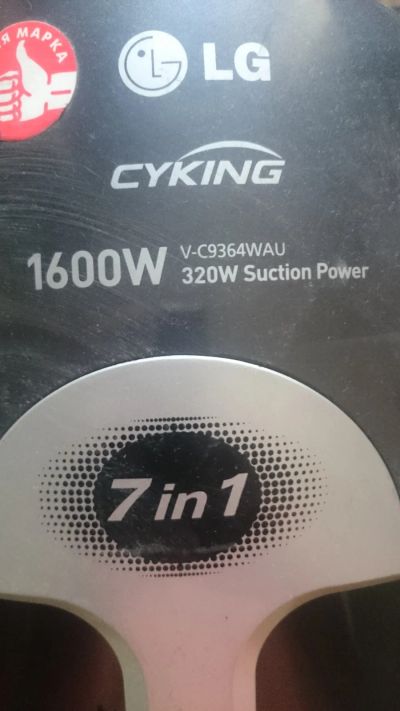 Я МАРКА
LG
CYKING
1600W
V-C9364WAU
320W Suction Power
7 in 1